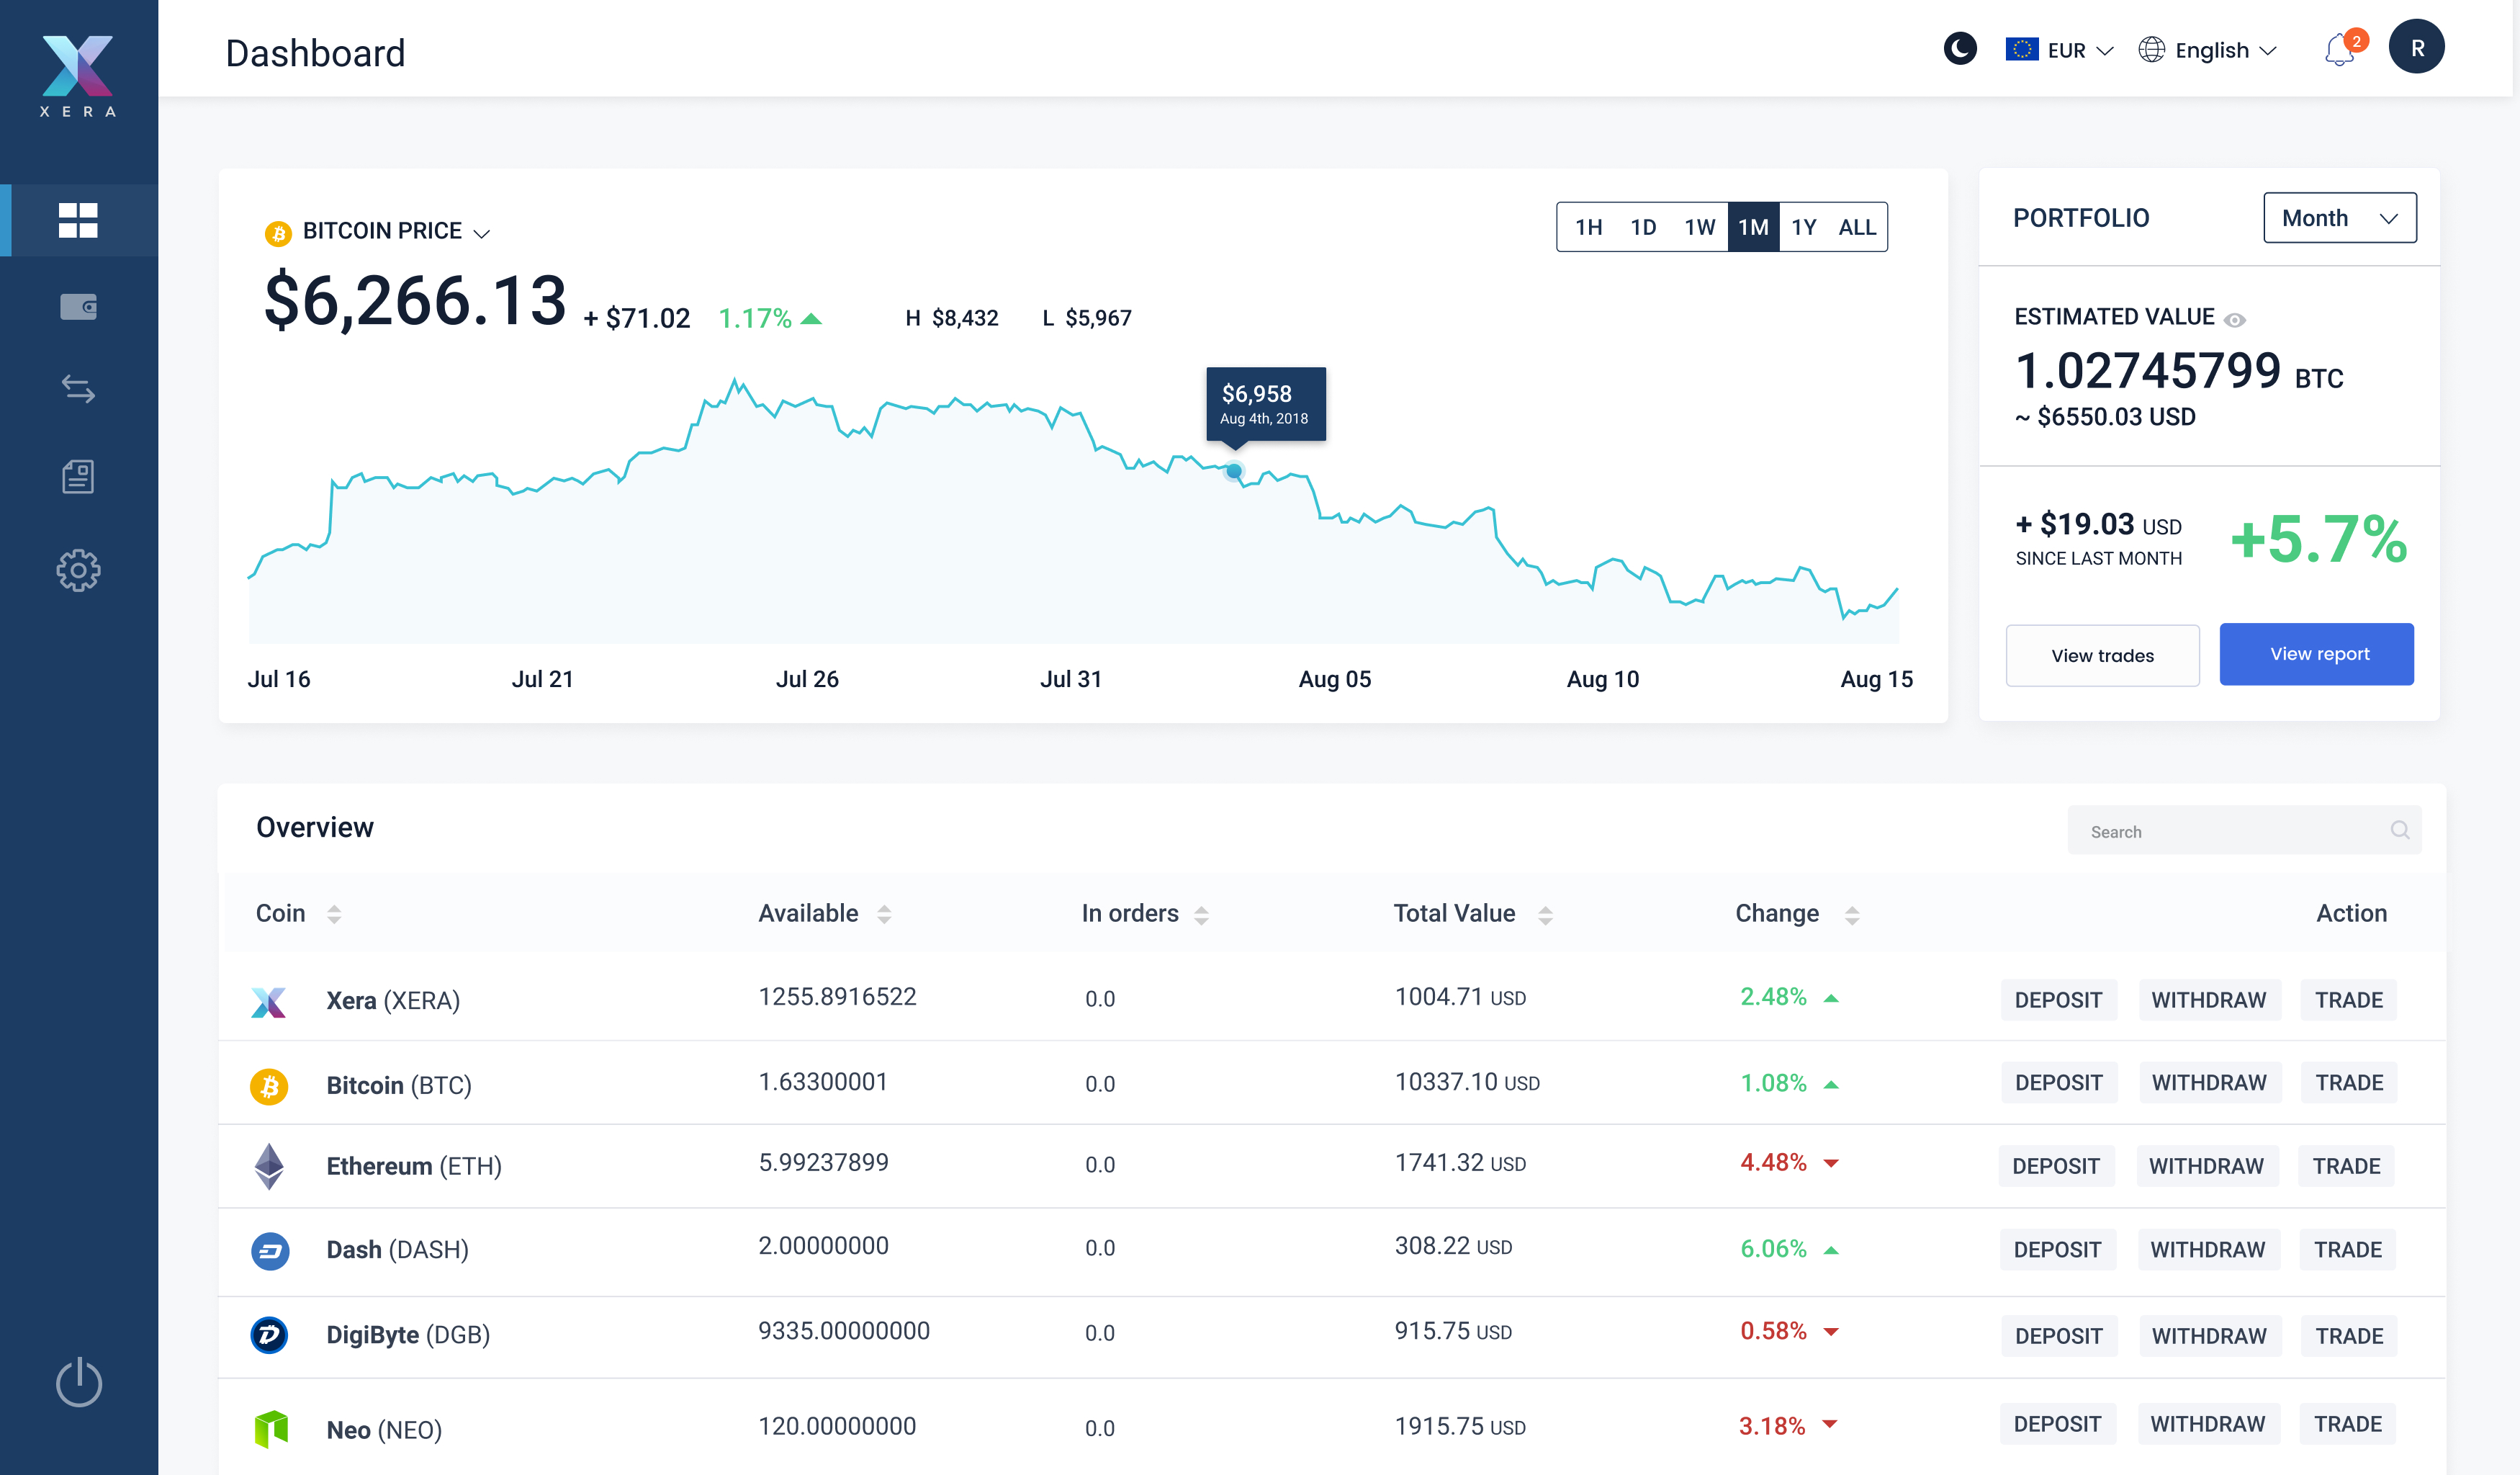 XERA
Dashboard
EUR
English
2
R
BITCOIN PRICE
1H 1D 1W 1M 1Y ALL
$6,266.13 + $71.02 1.17% H $8,432 L $5,967
$6,958
Aug 4th, 2018
Jul 16 Jul 21 Jul 26 Jul 31 Aug 05 Aug 10 Aug 15
PORTFOLIO
Month
ESTIMATED VALUE
1.02745799 BTC
~ $6550.03 USD
+ $19.03 USD
SINCE LAST MONTH
+5.7%
View trades
View report
Overview
Search
Coin Available In orders Total Value Change Action
Xera (XERA) 1255.8916522 0.0 1004.71 USD 2.48% DEPOSIT WITHDRAW TRADE
Bitcoin (BTC) 1.63300001 0.0 10337.10 USD 1.08% DEPOSIT WITHDRAW TRADE
Ethereum (ETH) 5.99237899 0.0 1741.32 USD 4.48% DEPOSIT WITHDRAW TRADE
Dash (DASH) 2.00000000 0.0 308.22 USD 6.06% DEPOSIT WITHDRAW TRADE
DigiByte (DGB) 9335.00000000 0.0 915.75 USD 0.58% DEPOSIT WITHDRAW TRADE
Neo (NEO) 120.00000000 0.0 1915.75 USD 3.18% DEPOSIT WITHDRAW TRADE